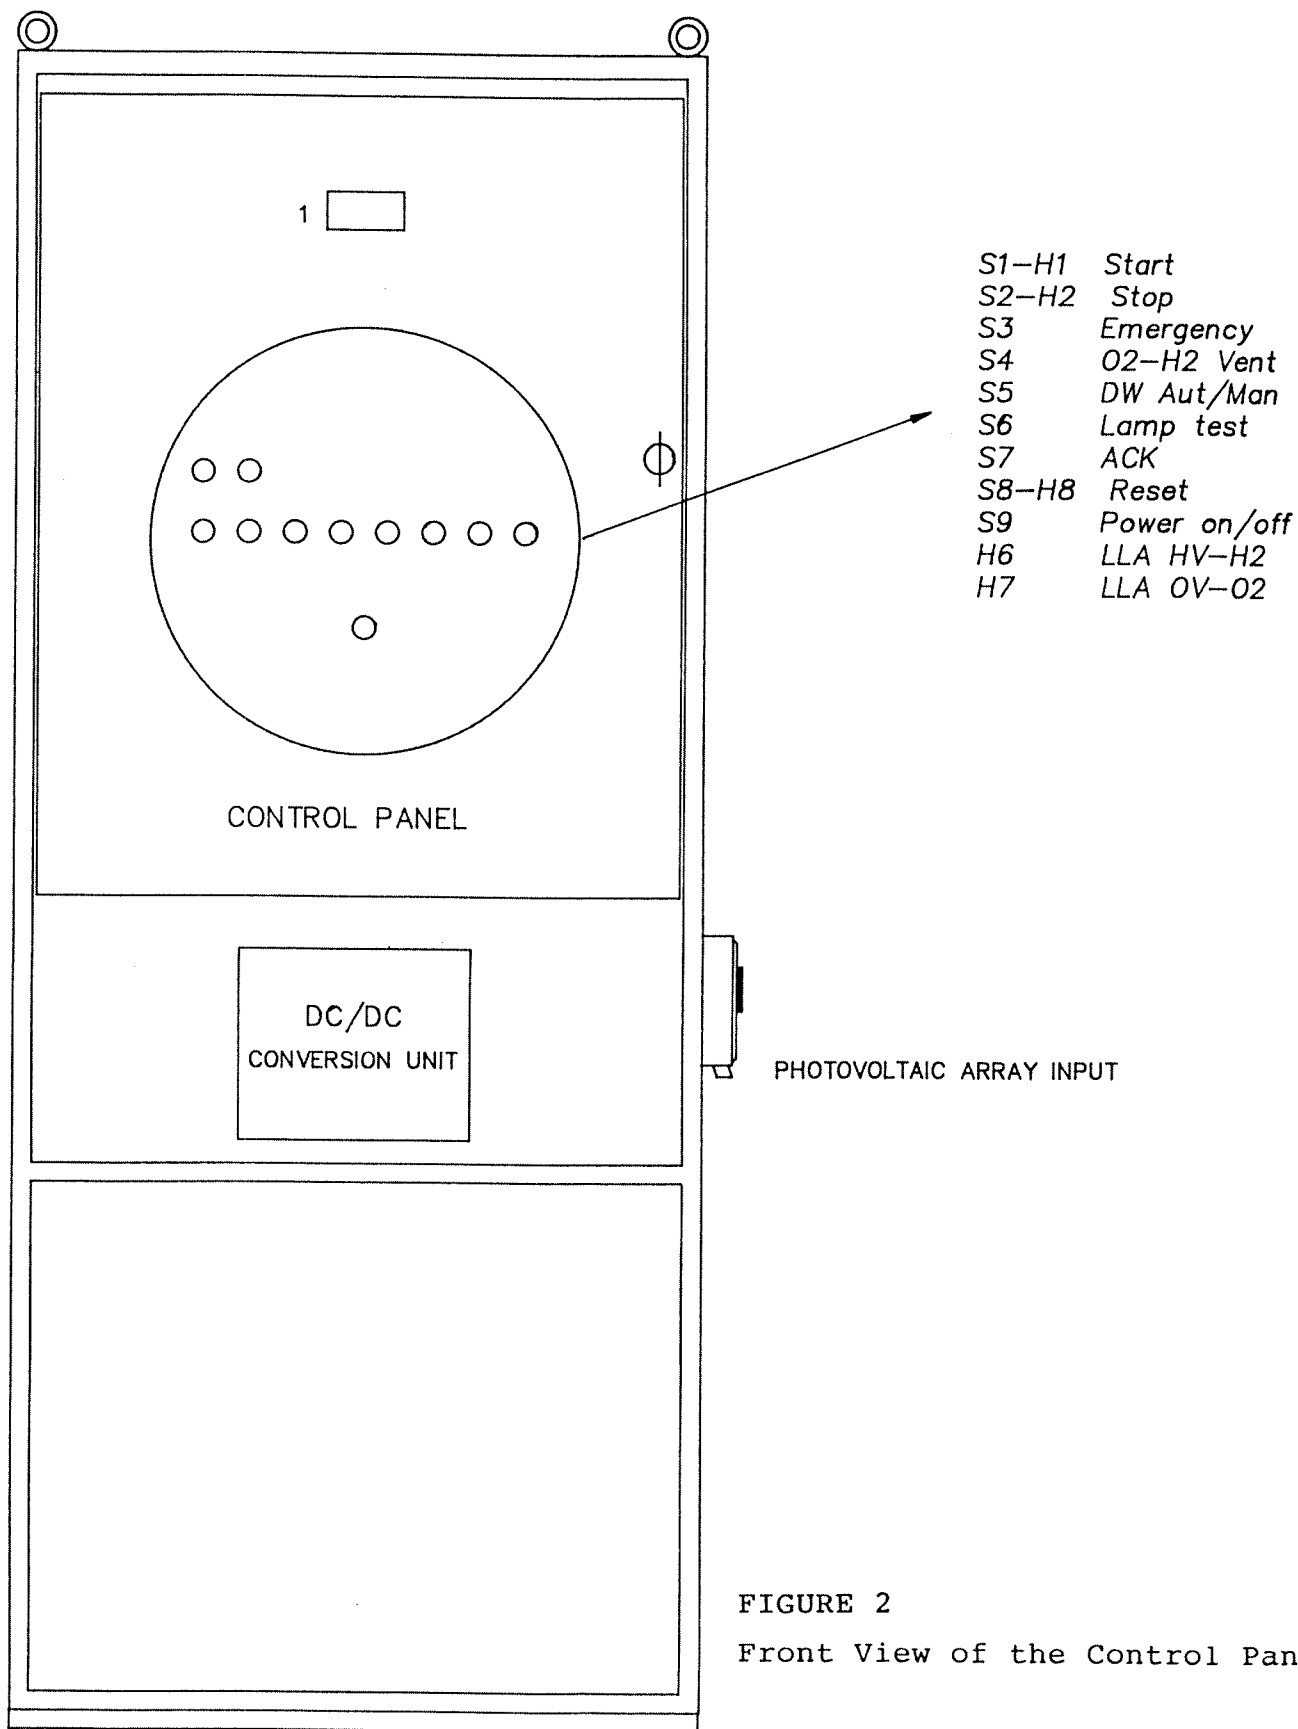 1
S1-H1 Start
S2-H2 Stop
S3 Emergency
S4 O2-H2 Vent
S5 DW Aut/Man
S6 Lamp test
S7 ACK
S8-H8 Reset
S9 Power on/off
H6 LLA HV-H2
H7 LLA OV-O2
CONTROL PANEL
DC/DC
CONVERSION UNIT
PHOTOVOLTAIC ARRAY INPUT
FIGURE 2
Front View of the Control Pan